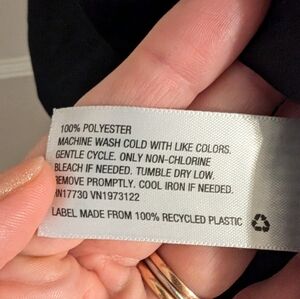 100% POLYESTER
MACHINE WASH COLD WITH LIKE COLORS.
GENTLE CYCLE. ONLY NON-CHLORINE
BLEACH IF NEEDED. TUMBLE DRY LOW.
REMOVE PROMPTLY. COOL IRON IF NEEDED.
IN17730 VN1973122
LABEL MADE FROM 100% RECYCLED PLASTIC